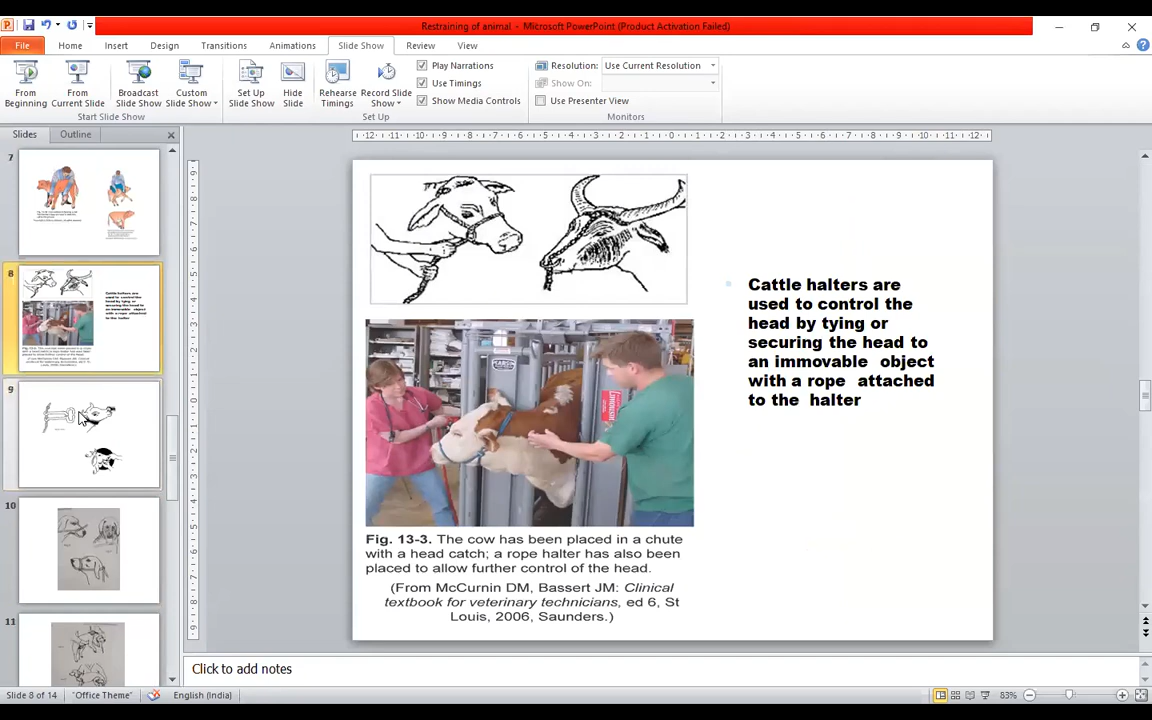 Restraining of animal - Microsoft PowerPoint (Product Activation Failed)
File Home Insert Design Transitions Animations Slide Show Review View
From Beginning
From Current Slide
Broadcast Slide Show
Custom Slide Show
Set Up Slide Show
Hide Slide
Rehearse Timings
Record Slide Show
Play Narrations
Use Timings
Show Media Controls
Resolution: Use Current Resolution
Show On:
Use Presenter View
Start Slide Show
Set Up
Monitors
Slides Outline
7
8
9
10
11
Cattle halters are
used to control the
head by tying or
securing the head to
an immovable object
with a rope attached
to the halter
Fig. 13-3. The cow has been placed in a chute
with a head catch; a rope halter has also been
placed to allow further control of the head.
(From McCurnin DM, Bassert JM: Clinical
textbook for veterinary technicians, ed 6, St
Louis, 2006, Saunders.)
Click to add notes
Slide 8 of 14 "Office Theme" English (India) 83%